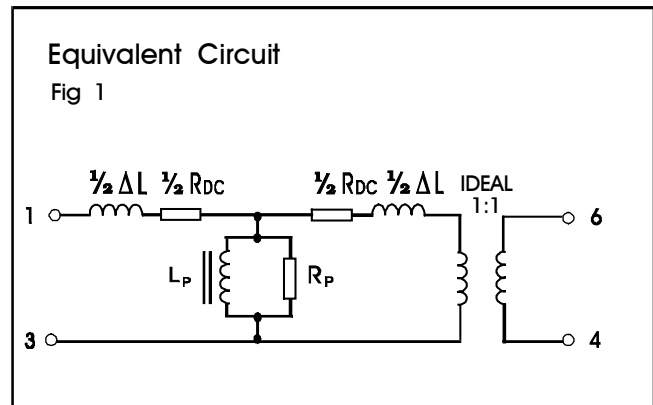 Equivalent Circuit
Fig 1
½ ΔL ½ RDC ½ RDC ½ ΔL IDEAL
1:1
1 6
LP RP
3 4